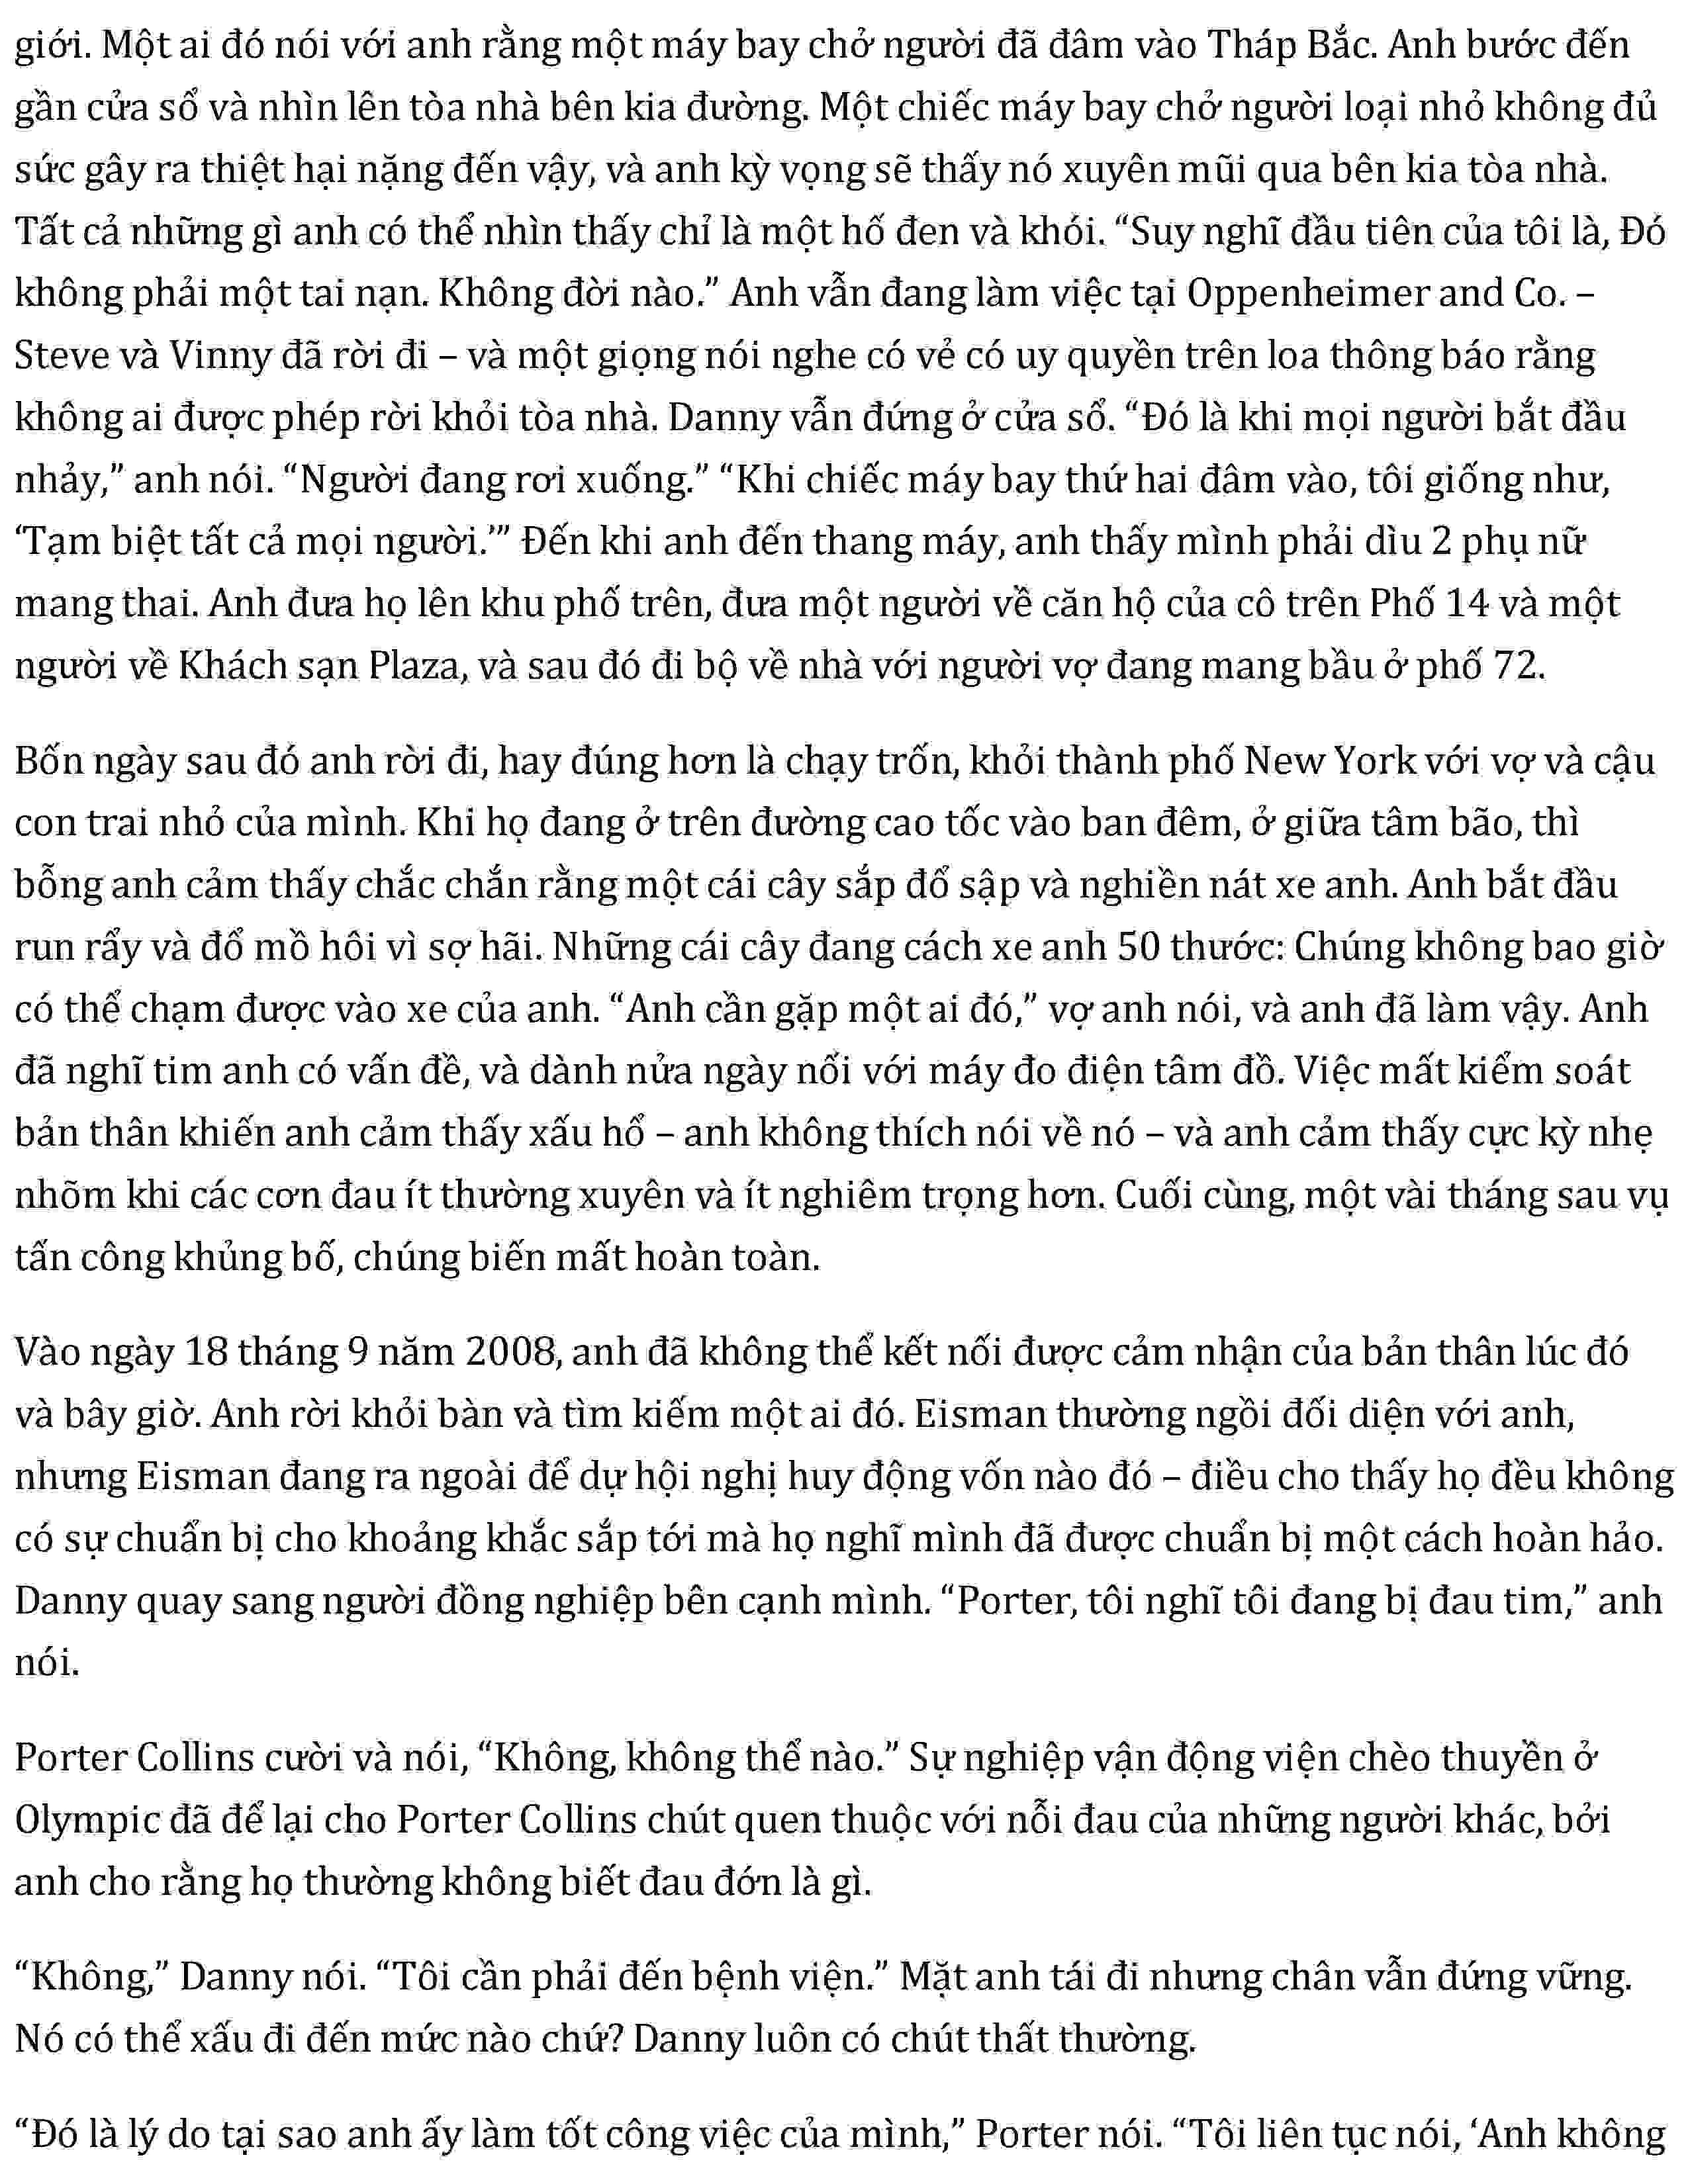 giới. Một ai đó nói với anh rằng một máy bay chở người đã đâm vào Tháp Bắc. Anh bước đến
gần cửa sổ và nhìn lên tòa nhà bên kia đường. Một chiếc máy bay chở người loại nhỏ không đủ
sức gây ra thiệt hại nặng đến vậy, và anh kỳ vọng sẽ thấy nó xuyên mũi qua bên kia tòa nhà.
Tất cả những gì anh có thể nhìn thấy chỉ là một hố đen và khói. “Suy nghĩ đầu tiên của tôi là, Đó
không phải một tai nạn. Không đời nào.” Anh vẫn đang làm việc tại Oppenheimer and Co. –
Steve và Vinny đã rời đi – và một giọng nói nghe có vẻ có uy quyền trên loa thông báo rằng
không ai được phép rời khỏi tòa nhà. Danny vẫn đứng ở cửa sổ. “Đó là khi mọi người bắt đầu
nhảy,” anh nói. “Người đang rơi xuống.” “Khi chiếc máy bay thứ hai đâm vào, tôi giống như,
‘Tạm biệt tất cả mọi người.’” Đến khi anh đến thang máy, anh thấy mình phải dìu 2 phụ nữ
mang thai. Anh đưa họ lên khu phố trên, đưa một người về căn hộ của cô trên Phố 14 và một
người về Khách sạn Plaza, và sau đó đi bộ về nhà với người vợ đang mang bầu ở phố 72.
Bốn ngày sau đó anh rời đi, hay đúng hơn là chạy trốn, khỏi thành phố New York với vợ và cậu
con trai nhỏ của mình. Khi họ đang ở trên đường cao tốc vào ban đêm, ở giữa tâm bão, thì
bỗng anh cảm thấy chắc chắn rằng một cái cây sắp đổ sập và nghiền nát xe anh. Anh bắt đầu
run rẩy và đổ mồ hôi vì sợ hãi. Những cái cây đang cách xe anh 50 thước: Chúng không bao giờ
có thể chạm được vào xe của anh. “Anh cần gặp một ai đó,” vợ anh nói, và anh đã làm vậy. Anh
đã nghĩ tim anh có vấn đề, và dành nửa ngày nối với máy đo điện tâm đồ. Việc mất kiểm soát
bản thân khiến anh cảm thấy xấu hổ – anh không thích nói về nó – và anh cảm thấy cực kỳ nhẹ
nhõm khi các cơn đau ít thường xuyên và ít nghiêm trọng hơn. Cuối cùng, một vài tháng sau vụ
tấn công khủng bố, chúng biến mất hoàn toàn.
Vào ngày 18 tháng 9 năm 2008, anh đã không thể kết nối được cảm nhận của bản thân lúc đó
và bây giờ. Anh rời khỏi bàn và tìm kiếm một ai đó. Eisman thường ngồi đối diện với anh,
nhưng Eisman đang ra ngoài để dự hội nghị huy động vốn nào đó – điều cho thấy họ đều không
có sự chuẩn bị cho khoảng khắc sắp tới mà họ nghĩ mình đã được chuẩn bị một cách hoàn hảo.
Danny quay sang người đồng nghiệp bên cạnh mình. “Porter, tôi nghĩ tôi đang bị đau tim,” anh
nói.
Porter Collins cười và nói, “Không, không thể nào.” Sự nghiệp vận động viện chèo thuyền ở
Olympic đã để lại cho Porter Collins chút quen thuộc với nỗi đau của những người khác, bởi
anh cho rằng họ thường không biết đau đớn là gì.
“Không,” Danny nói. “Tôi cần phải đến bệnh viện.” Mặt anh tái đi nhưng chân vẫn đứng vững.
Nó có thể xấu đi đến mức nào chứ? Danny luôn có chút thất thường.
“Đó là lý do tại sao anh ấy làm tốt công việc của mình,” Porter nói. “Tôi liên tục nói, ‘Anh không